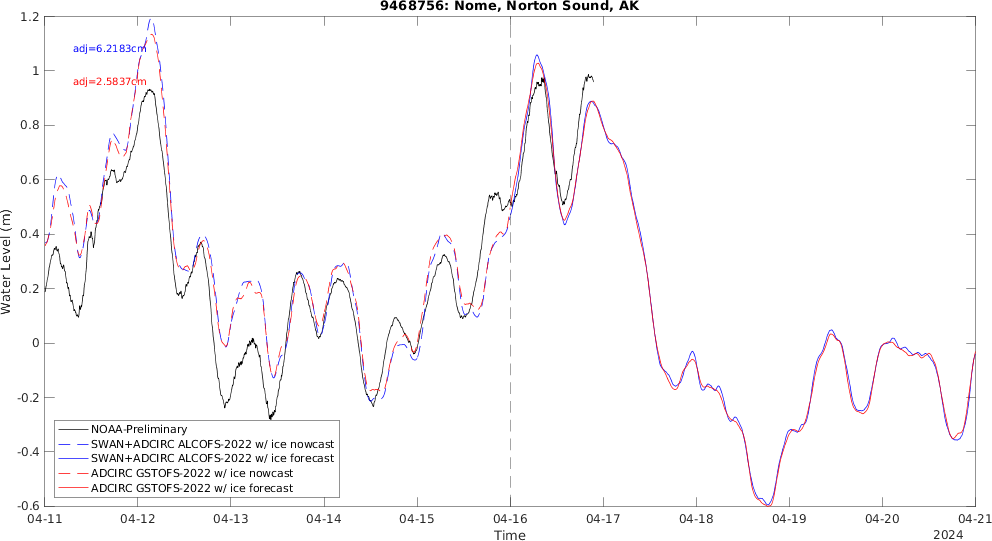 9468756: Nome, Norton Sound, AK
1.2
1
0.8
0.6
0.4
0.2
0
-0.2
-0.4
-0.6
Water Level (m)
adj=6.2183cm
adj=2.5837cm
NOAA-Preliminary
SWAN+ADCIRC ALCOFS-2022 w/ ice nowcast
SWAN+ADCIRC ALCOFS-2022 w/ ice forecast
ADCIRC GSTOFS-2022 w/ ice nowcast
ADCIRC GSTOFS-2022 w/ ice forecast
04-11 04-12 04-13 04-14 04-15 04-16 04-17 04-18 04-19 04-20 04-21
Time
2024